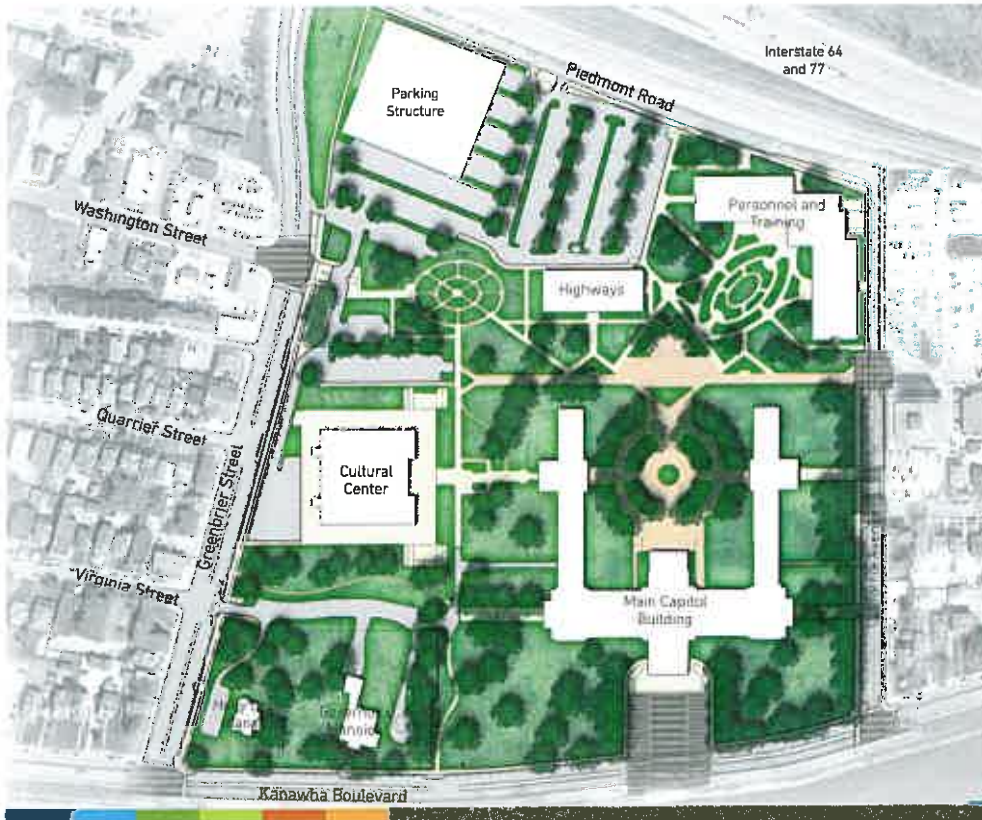 Interstate 64
and 77
Piedmont Road
Parking
Structure
Washington Street
Personnel and
Training
Highways
Quarrier Street
Greenbrier Street
Cultural
Center
Virginia Street
Main Capitol
Building
Kanawha Boulevard